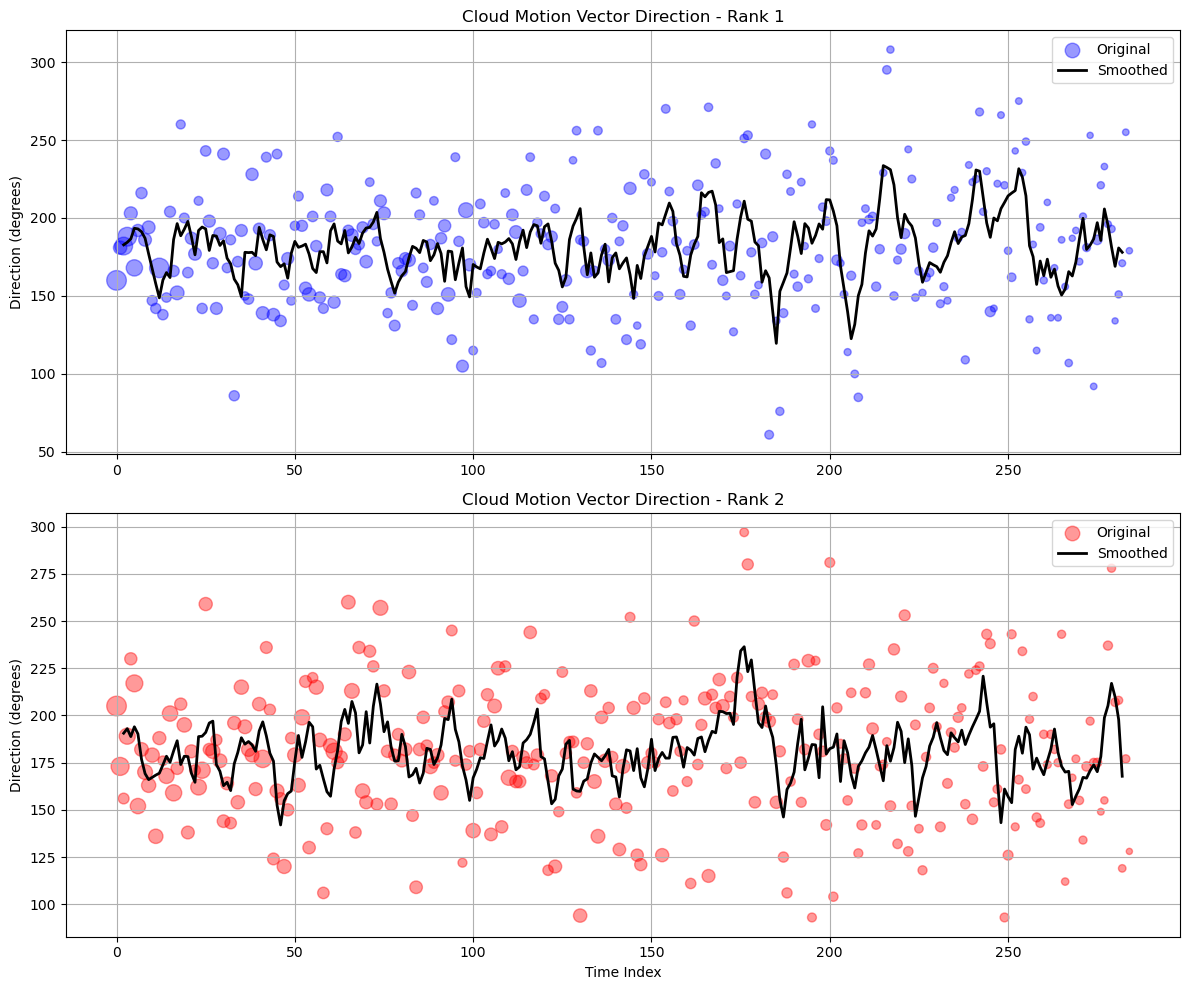 Cloud Motion Vector Direction - Rank 1
Direction (degrees)
300
250
200
150
100
50
Original
Smoothed
0 50 100 150 200 250
Cloud Motion Vector Direction - Rank 2
Direction (degrees)
300
275
250
225
200
175
150
125
100
Original
Smoothed
0 50 100 150 200 250
Time Index